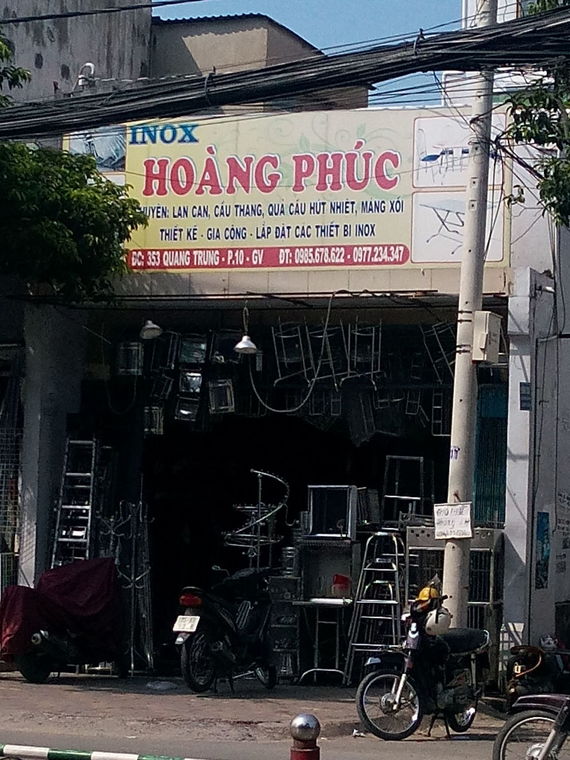 INOX
HOÀNG PHÚC
CHUYÊN: LAN CAN, CẦU THANG, QUẢ CẦU HÚT NHIỆT, MÁNG XỐI
THIẾT KẾ - GIA CÔNG - LẮP ĐẶT CÁC THIẾT BỊ INOX
ĐC: 353 QUANG TRUNG - P.10 - GV ĐT: 0985.678.622 - 0977.234.347